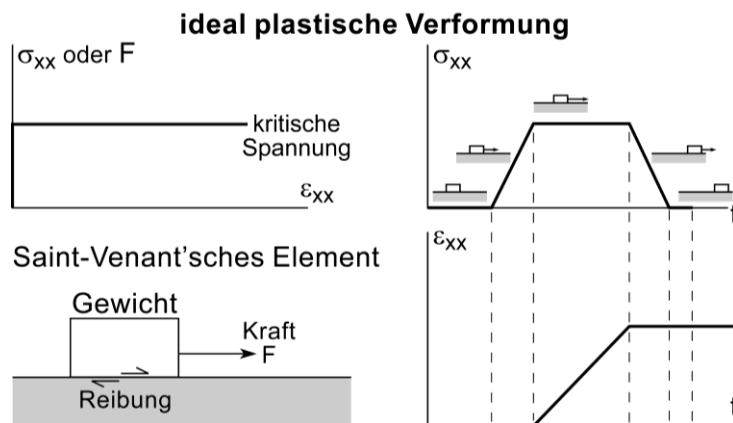 ideal plastische Verformung
σxx oder F
kritische
Spannung
εxx
Saint-Venant'sches Element
Gewicht
Kraft
F
Reibung
σxx
t
εxx
t